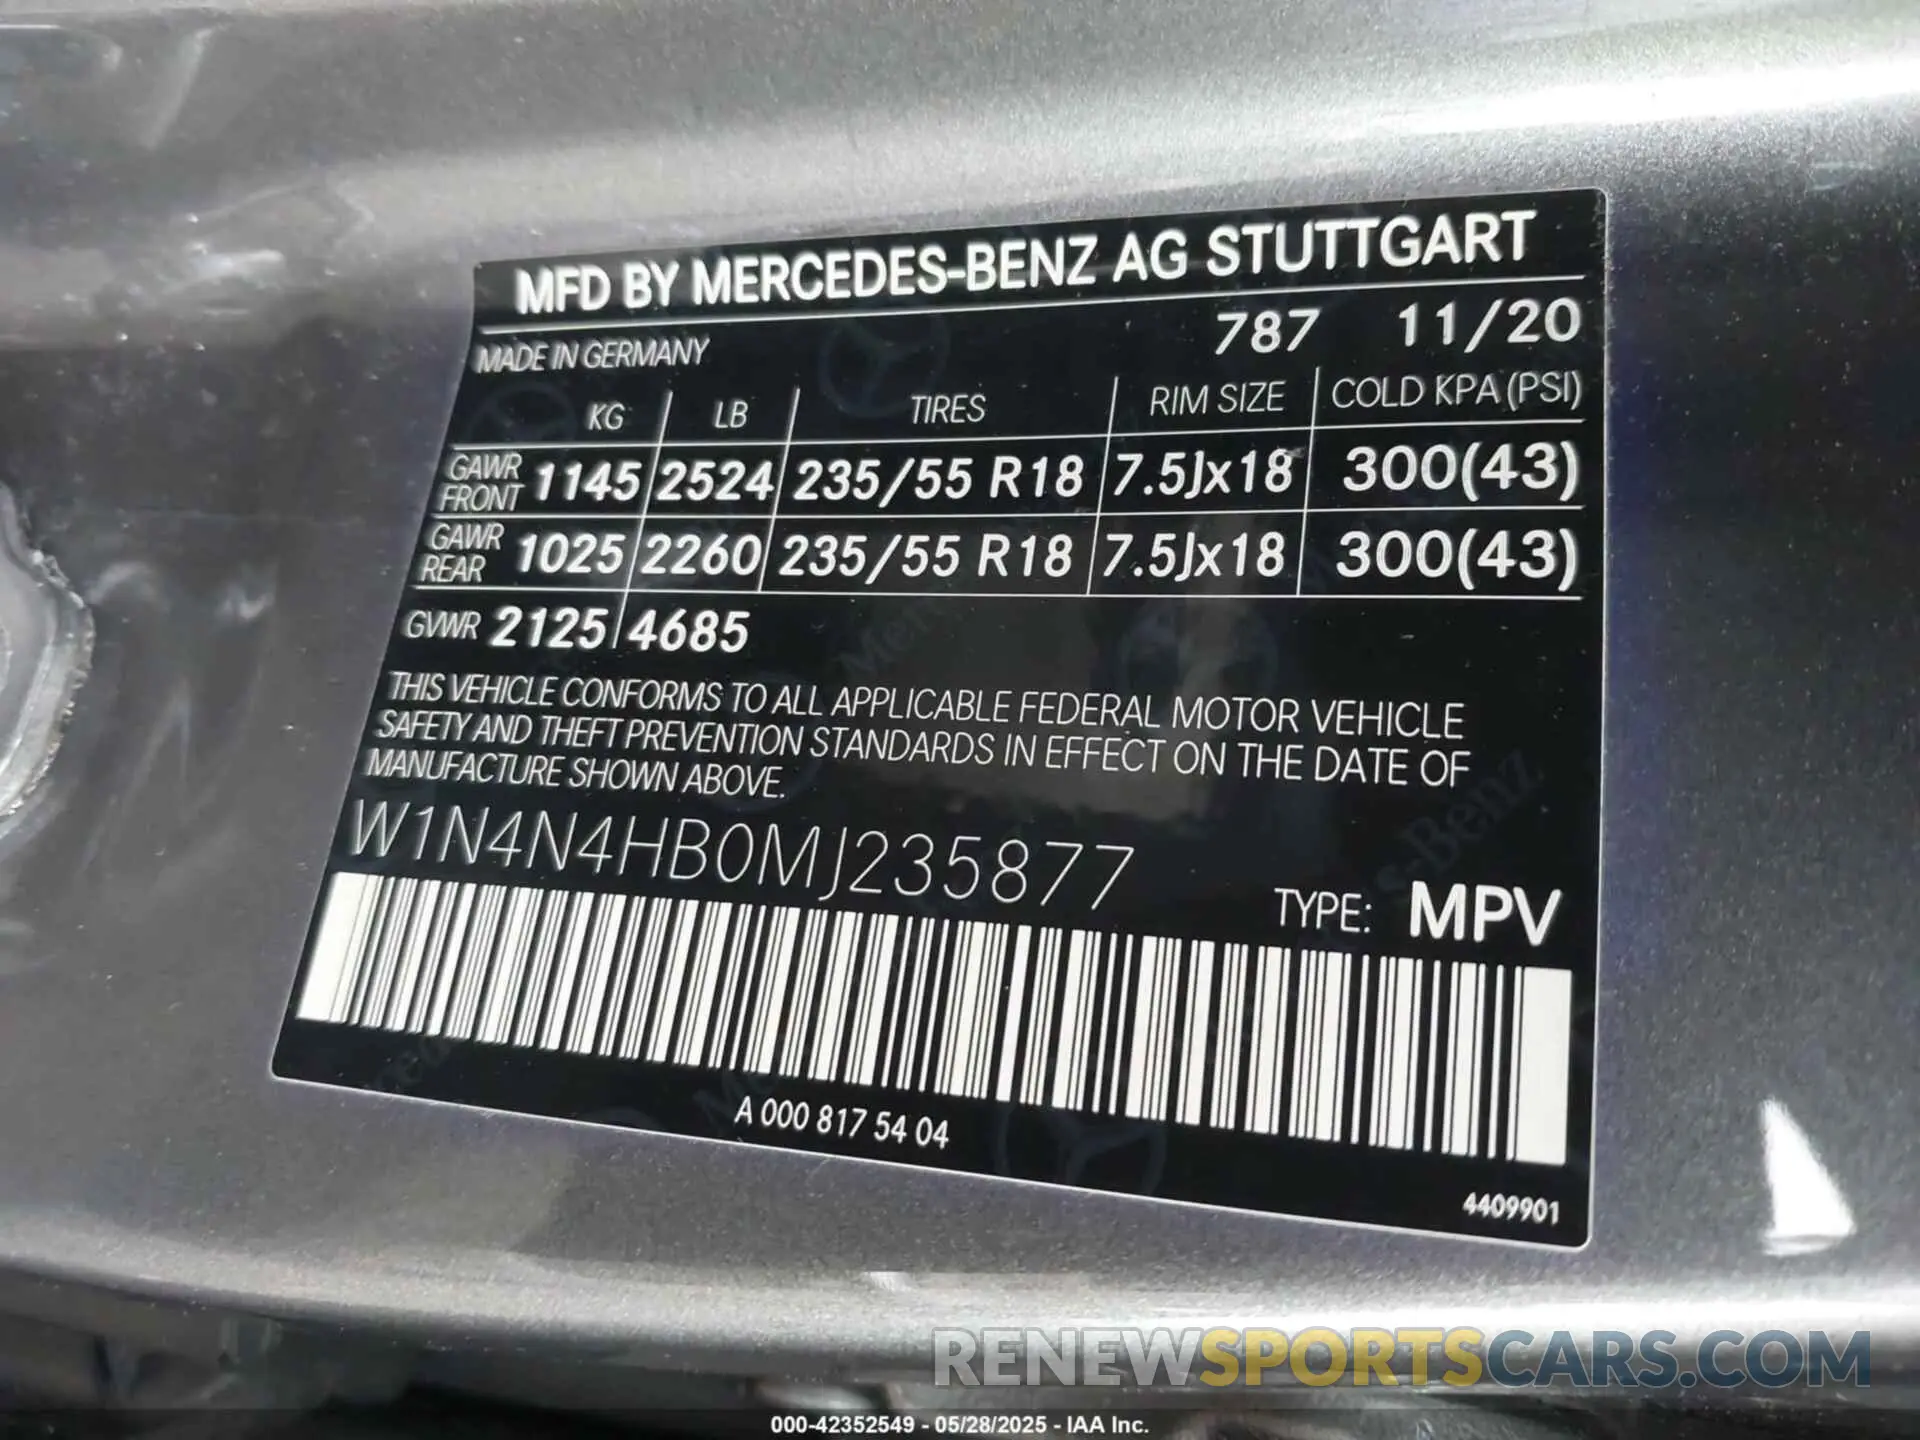 MFD BY MERCEDES-BENZ AG STUTTGART
MADE IN GERMANY 787 11/20
KG LB TIRES RIM SIZE COLD KPA (PSI)
GAWR FRONT 1145 2524 235/55 R18 7.5Jx18 300(43)
GAWR REAR 1025 2260 235/55 R18 7.5Jx18 300(43)
GVWR 2125 4685
THIS VEHICLE CONFORMS TO ALL APPLICABLE FEDERAL MOTOR VEHICLE
SAFETY AND THEFT PREVENTION STANDARDS IN EFFECT ON THE DATE OF
MANUFACTURE SHOWN ABOVE.
W1N4N4HB0MJ235877
TYPE: MPV
A 000 817 54 04
4409901
RENEWSPORTSCARS.COM
000-42352549 - 05/28/2025 - IAA Inc.